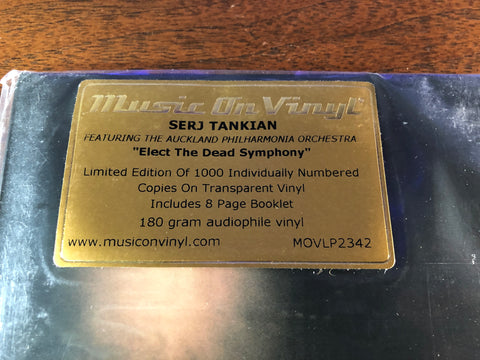 Music On Vinyl
SERJ TANKIAN
FEATURING THE AUCKLAND PHILHARMONIA ORCHESTRA
"Elect The Dead Symphony"
Limited Edition Of 1000 Individually Numbered
Copies On Transparent Vinyl
Includes 8 Page Booklet
180 gram audiophile vinyl
www.musiconvinyl.com MOVLP2342